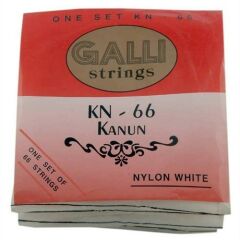 ONE SET KN - 66
GALLI
strings
KN - 66
KANUN
ONE SET OF
66 STRINGS
NYLON WHITE